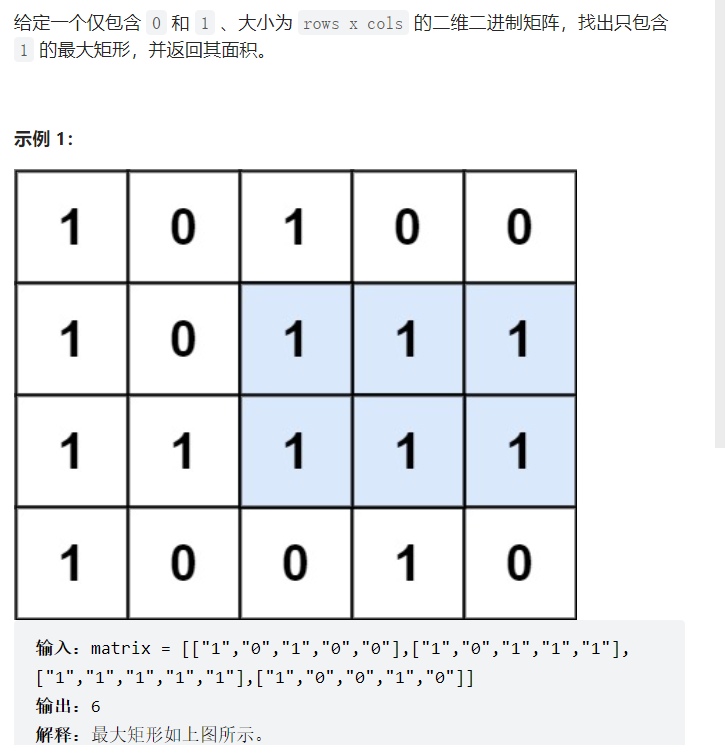 给定一个仅包含 0 和 1 、大小为 rows x cols 的二维二进制矩阵，找出只包含
1 的最大矩形，并返回其面积。
示例 1：
1 0 1 0 0
1 0 1 1 1
1 1 1 1 1
1 0 0 1 0
输入：matrix = [["1","0","1","0","0"],["1","0","1","1","1"],
["1","1","1","1","1"],["1","0","0","1","0"]]
输出：6
解释：最大矩形如上图所示。